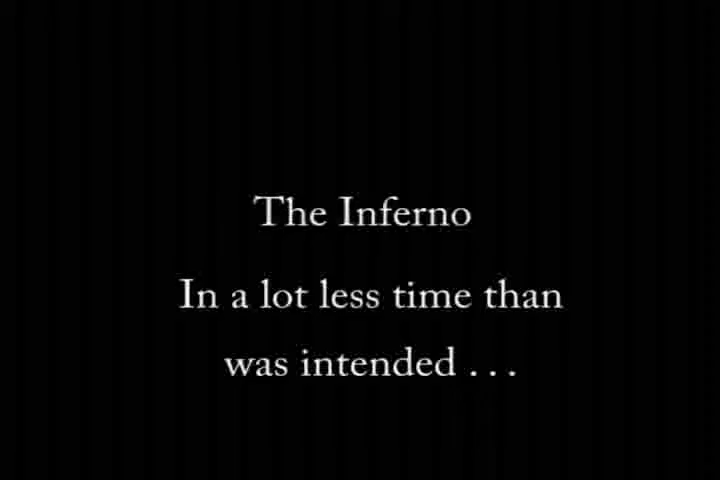 The Inferno
In a lot less time than
was intended . . .